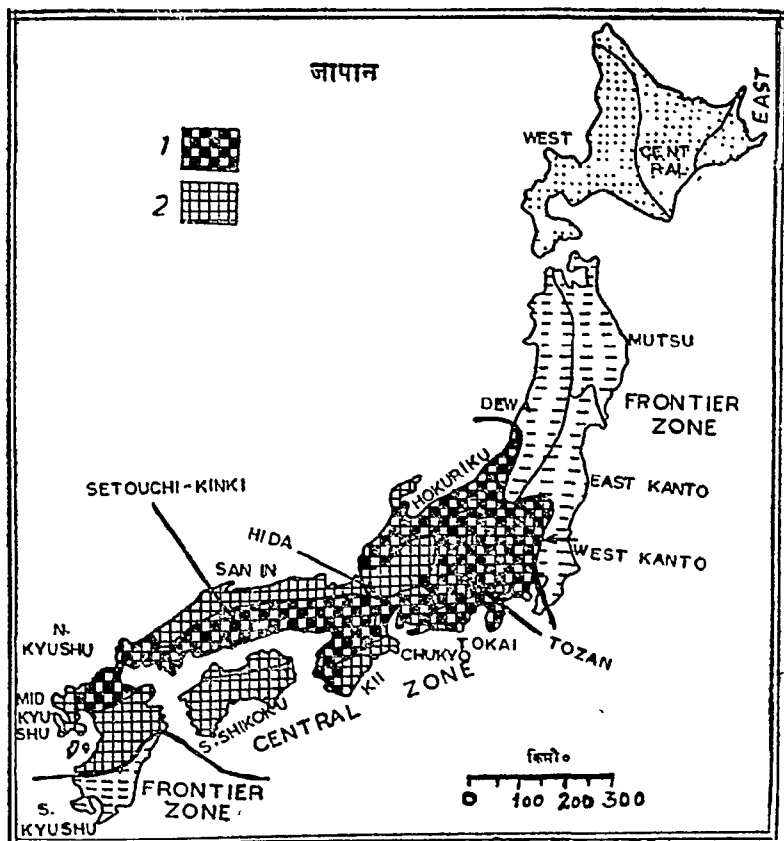 जापान
1
2
WEST
CENT
RAL
EAST
MUTSU
DEW
FRONTIER
ZONE
HOKURIKU
EAST KANTO
SETOUCHI-KINKI
HIDA
WEST KANTO
SAN IN
N.
KYUSHU
TOKAI
TOZAN
CHUKYO
KII
MID
KYU
SHU
S. SHIKOKU
CENTRAL ZONE
किमी०
0 100 200 300
FRONTIER
ZONE
S.
KYUSHU